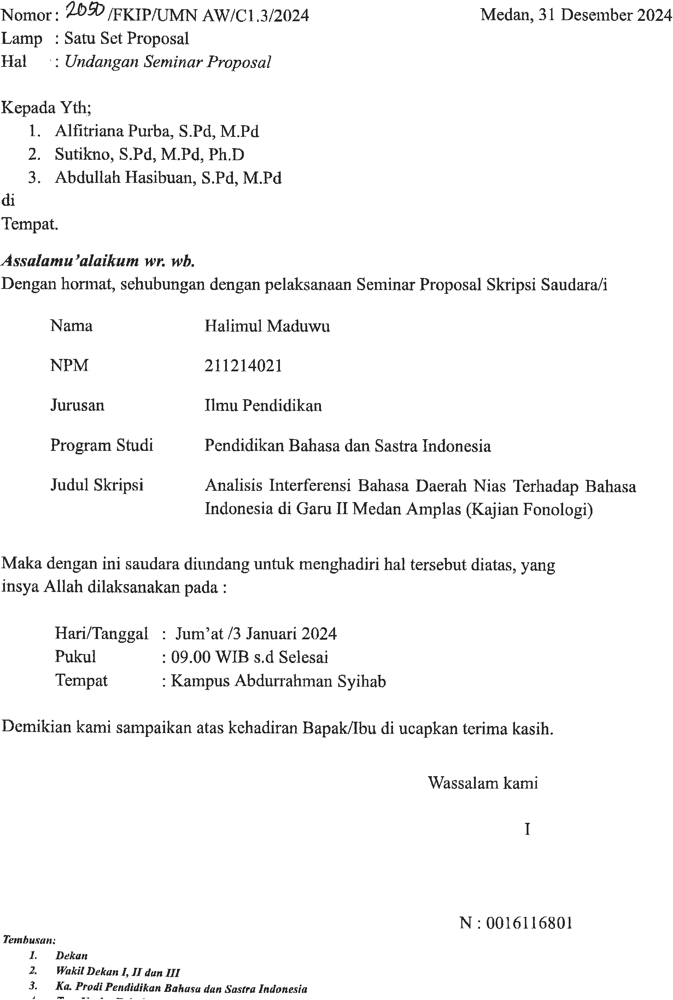 Nomor : 2050 /FKIP/UMN AW/C1.3/2024 Medan, 31 Desember 2024
Lamp : Satu Set Proposal
Hal : Undangan Seminar Proposal
Kepada Yth;
1. Alfitriana Purba, S.Pd, M.Pd
2. Sutikno, S.Pd, M.Pd, Ph.D
3. Abdullah Hasibuan, S.Pd, M.Pd
di
Tempat.
Assalamu'alaikum wr. wb.
Dengan hormat, sehubungan dengan pelaksanaan Seminar Proposal Skripsi Saudara/i
Nama Halimul Maduwu
NPM 211214021
Jurusan Ilmu Pendidikan
Program Studi Pendidikan Bahasa dan Sastra Indonesia
Judul Skripsi Analisis Interferensi Bahasa Daerah Nias Terhadap Bahasa
Indonesia di Garu II Medan Amplas (Kajian Fonologi)
Maka dengan ini saudara diundang untuk menghadiri hal tersebut diatas, yang
insya Allah dilaksanakan pada :
Hari/Tanggal : Jum'at /3 Januari 2024
Pukul : 09.00 WIB s.d Selesai
Tempat : Kampus Abdurrahman Syihab
Demikian kami sampaikan atas kehadiran Bapak/Ibu di ucapkan terima kasih.
Wassalam kami
I
N : 0016116801
Tembusan:
1. Dekan
2. Wakil Dekan I, II dan III
3. Ka. Prodi Pendidikan Bahasa dan Sastra Indonesia